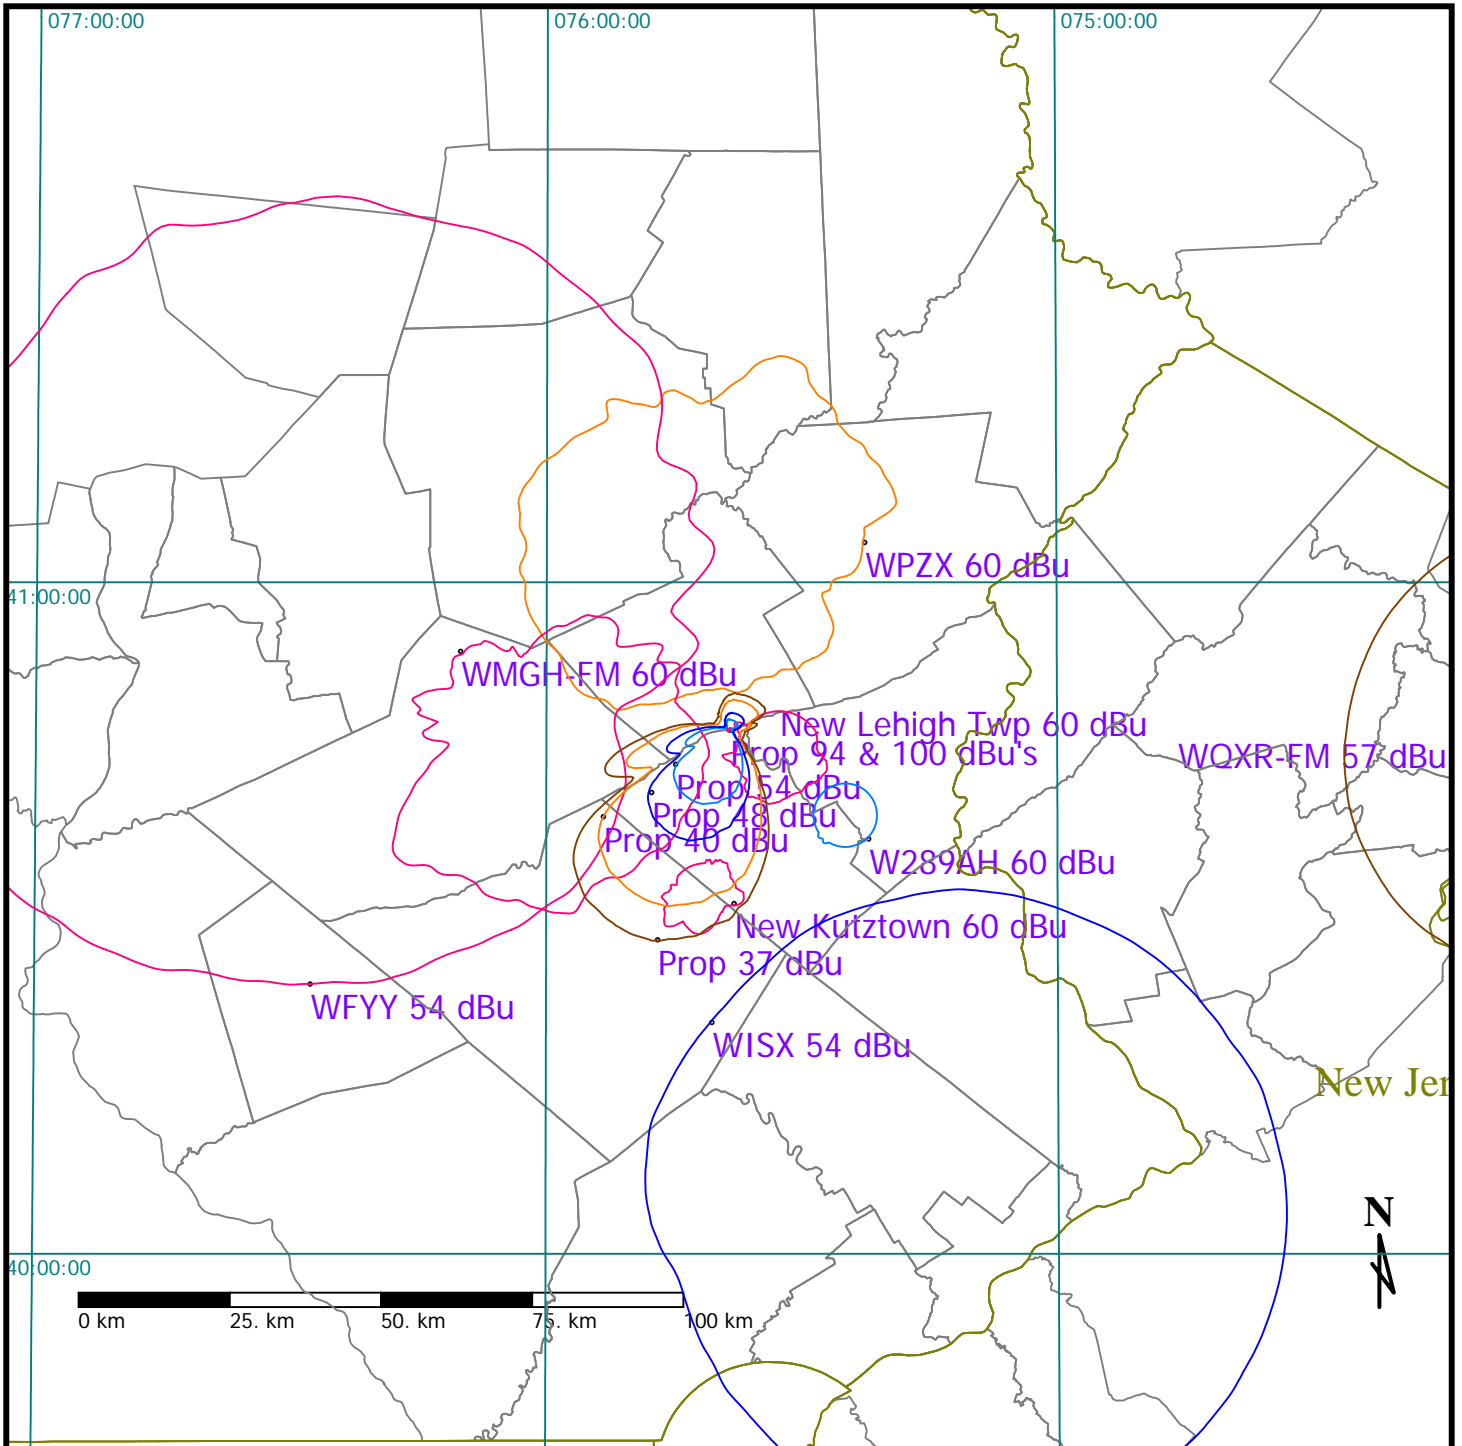 077:00:00
076:00:00
075:00:00
WPZX 60 dBu
41:00:00
WMGH-FM 60 dBu
New Lehigh Twp 60 dBu
Prop 94 & 100 dBu's
WQXR-FM 57 dBu
Prop 54 dBu
Prop 48 dBu
Prop 40 dBu
W289AH 60 dBu
New Kutztown 60 dBu
Prop 37 dBu
WFYY 54 dBu
WISX 54 dBu
New Jer
N
40:00:00
0 km
25. km
50. km
75. km
100 km